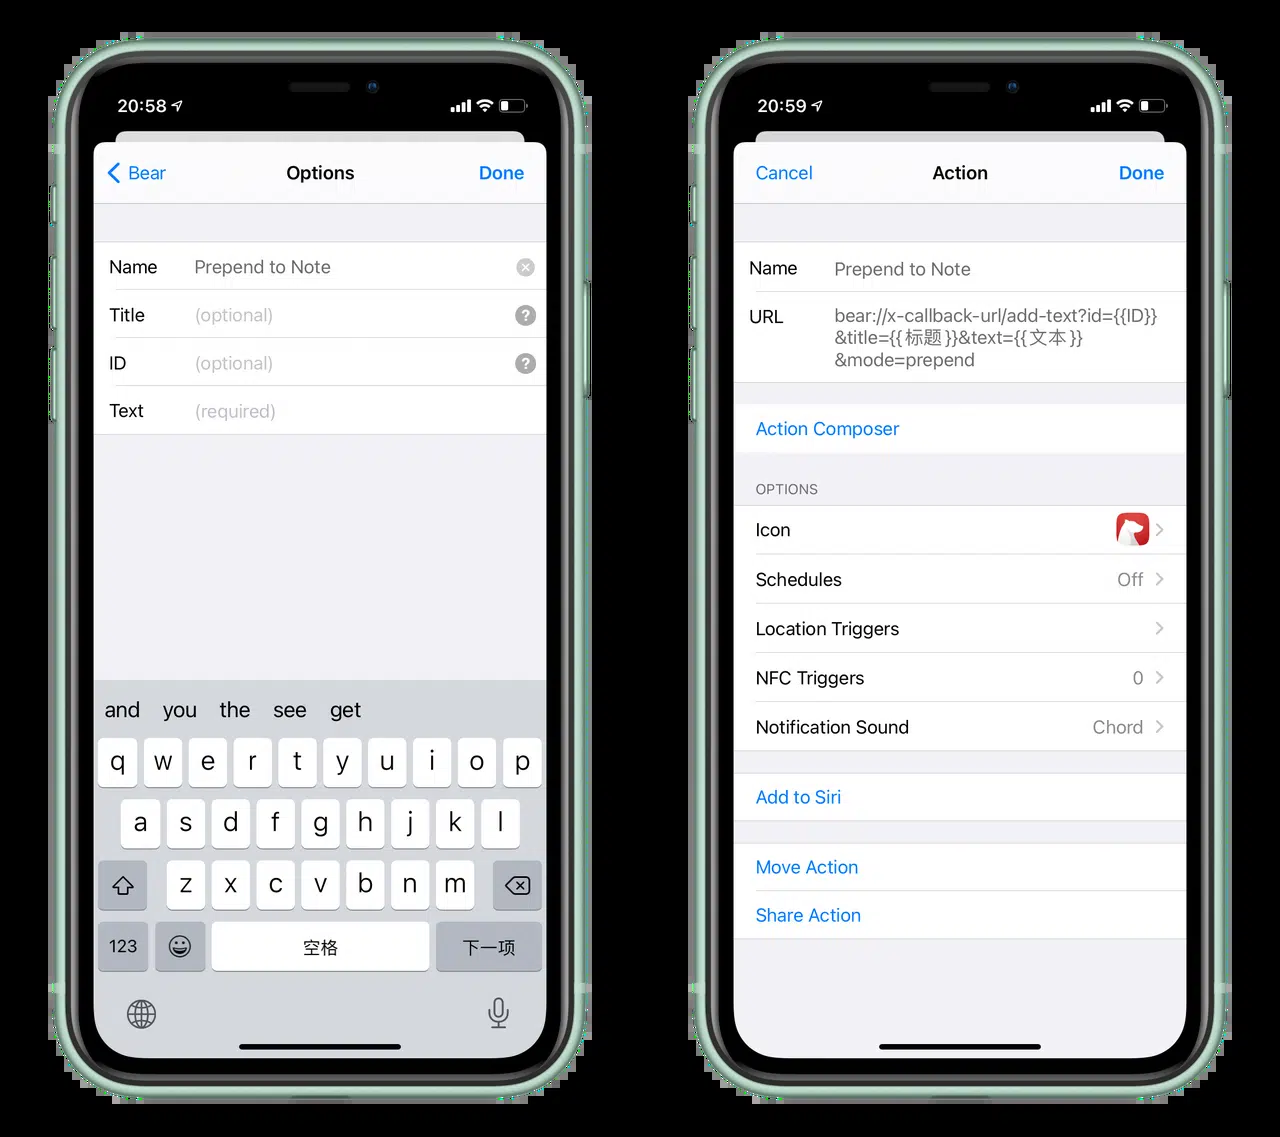 20:58
Bear
Options
Done
Name
Prepend to Note
Title
(optional)
?
ID
(optional)
?
Text
(required)
and you the see get
q w e r t y u i o p
a s d f g h j k l
z x c v b n m
123
空格
下一项
20:59
Cancel
Action
Done
Name
Prepend to Note
URL
bear://x-callback-url/add-text?id={{ID}}
&title={{标题}}&text={{文本}}
&mode=prepend
Action Composer
OPTIONS
Icon
Schedules
Off
Location Triggers
NFC Triggers
0
Notification Sound
Chord
Add to Siri
Move Action
Share Action